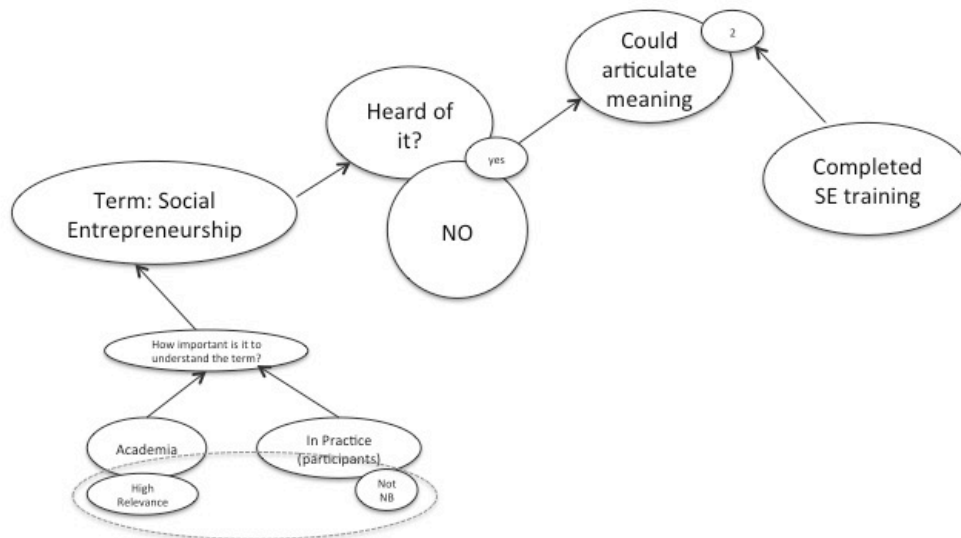 Could
articulate
meaning
2
Heard of
it?
yes
Completed
SE training
Term: Social
Entrepreneurship
NO
How important is it to
understand the term?
Academia
In Practice
(participants)
High
Relevance
Not
NB